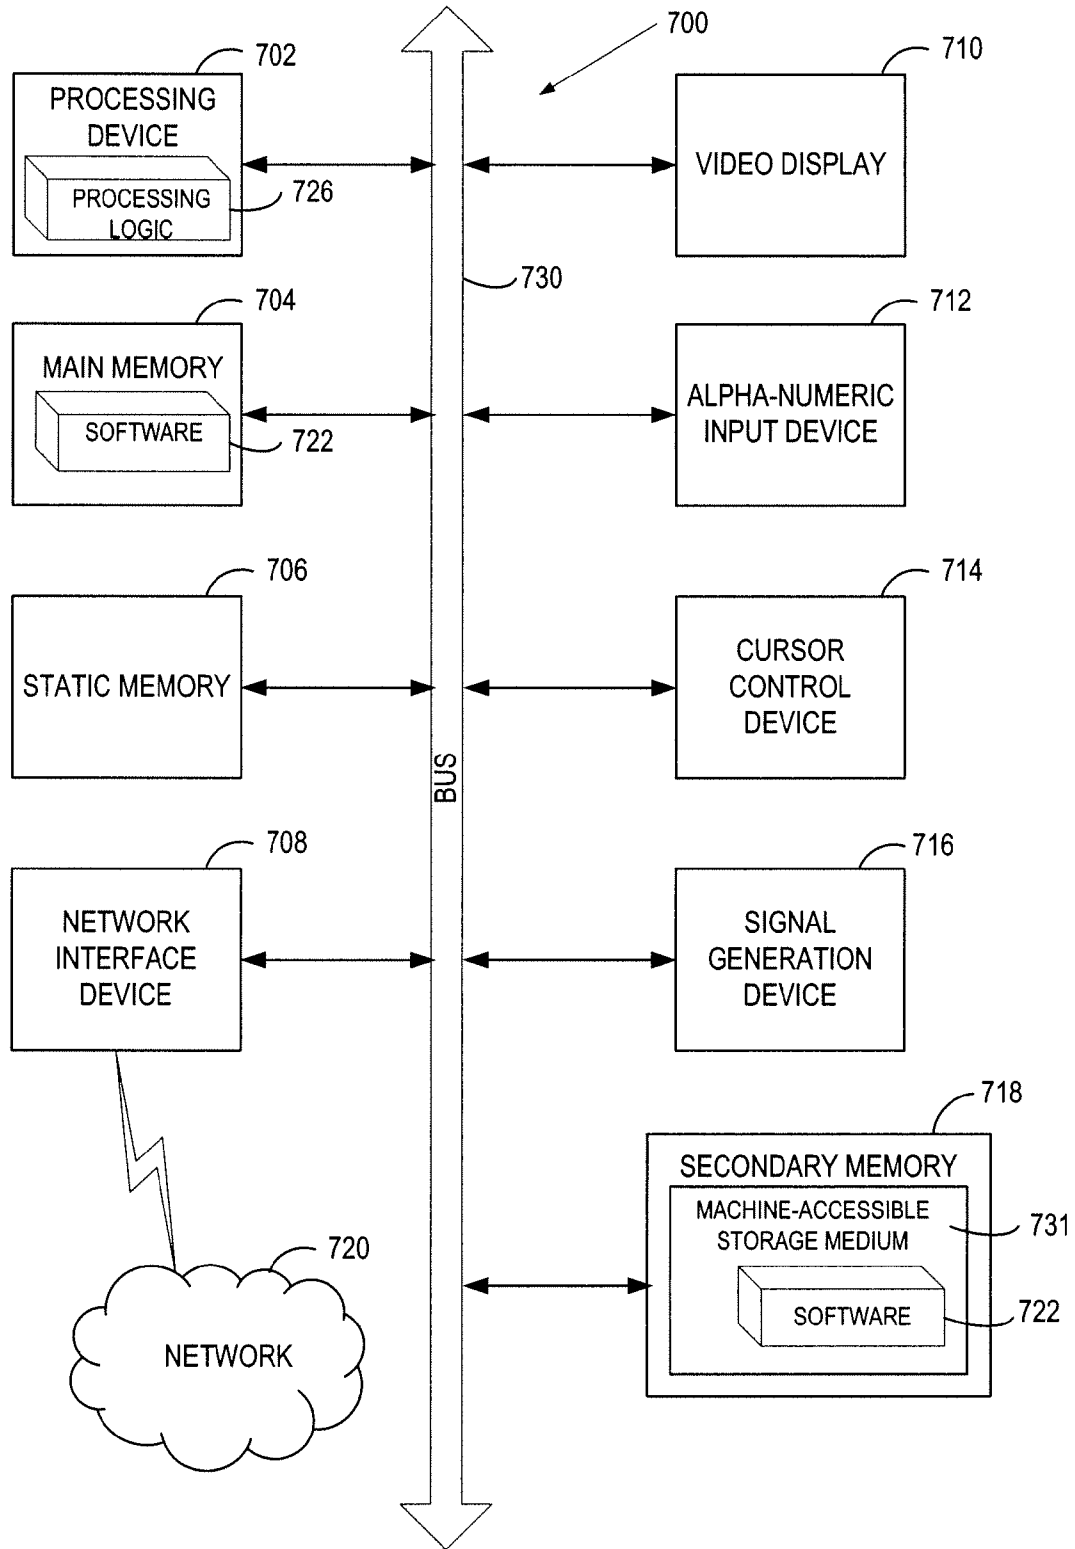 700
702
PROCESSING
DEVICE
PROCESSING
LOGIC
726
704
MAIN MEMORY
SOFTWARE
722
706
STATIC MEMORY
708
NETWORK
INTERFACE
DEVICE
720
NETWORK
730
BUS
710
VIDEO DISPLAY
712
ALPHA-NUMERIC
INPUT DEVICE
714
CURSOR
CONTROL
DEVICE
716
SIGNAL
GENERATION
DEVICE
718
SECONDARY MEMORY
MACHINE-ACCESSIBLE
STORAGE MEDIUM
731
SOFTWARE
722